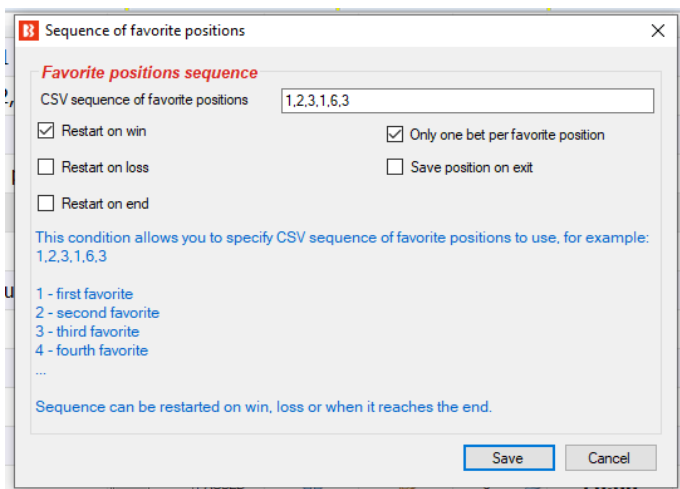 Sequence of favorite positions
Favorite positions sequence
CSV sequence of favorite positions 1,2,3,1,6,3
Restart on win Only one bet per favorite position
Restart on loss Save position on exit
Restart on end
This condition allows you to specify CSV sequence of favorite positions to use, for example:
1,2,3,1,6,3
1 - first favorite
2 - second favorite
3 - third favorite
4 - fourth favorite
...
Sequence can be restarted on win, loss or when it reaches the end.
Save Cancel